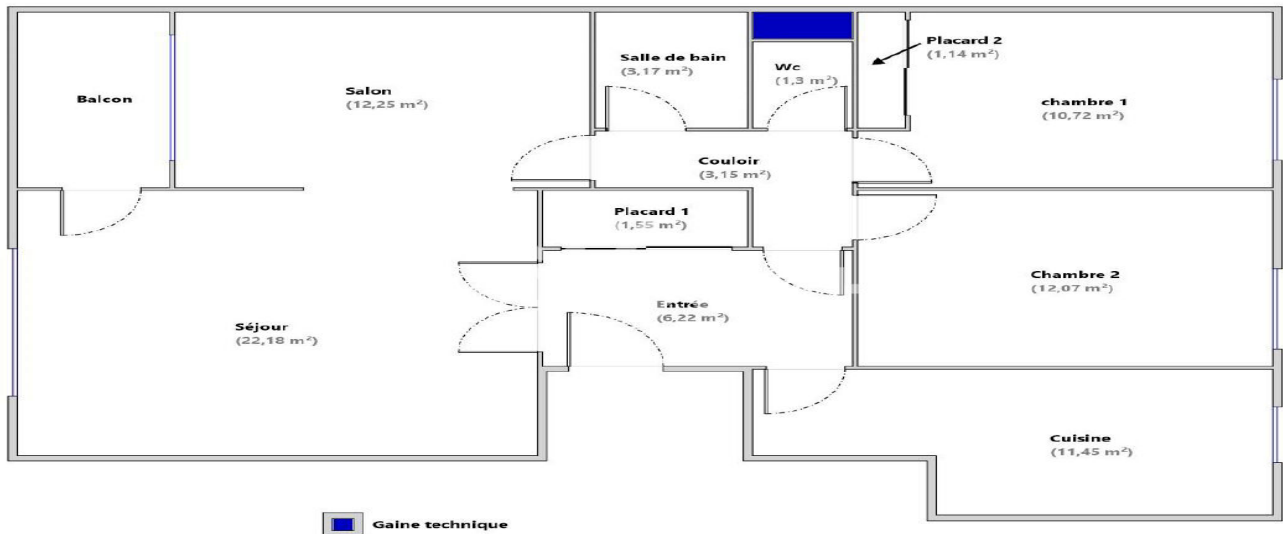 Balcon
Salon
(12,25 m²)
Salle de bain
(3,17 m²)
Wc
(1,3 m²)
Placard 2
(1,14 m²)
chambre 1
(10,72 m²)
Couloir
(3,15 m²)
Placard 1
(1,55 m²)
Chambre 2
(12,07 m²)
Entrée
(6,22 m²)
Séjour
(22,18 m²)
Cuisine
(11,45 m²)
Gaine technique